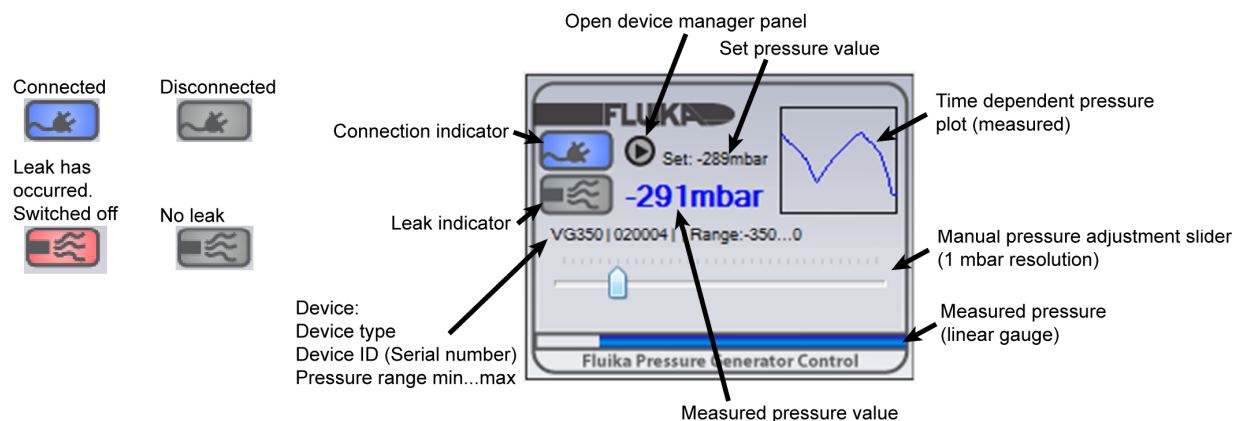 Open device manager panel
Set pressure value
Connected
Disconnected
Connection indicator
FLUIKA
Set: -289mbar
Time dependent pressure
plot (measured)
Leak has
occurred.
Switched off
No leak
Leak indicator
-291mbar
VG350|020004| |Range:-350...0
Manual pressure adjustment slider
(1 mbar resolution)
Device:
Device type
Device ID (Serial number)
Pressure range min...max
Measured pressure
(linear gauge)
Fluika Pressure Generator Control
Measured pressure value